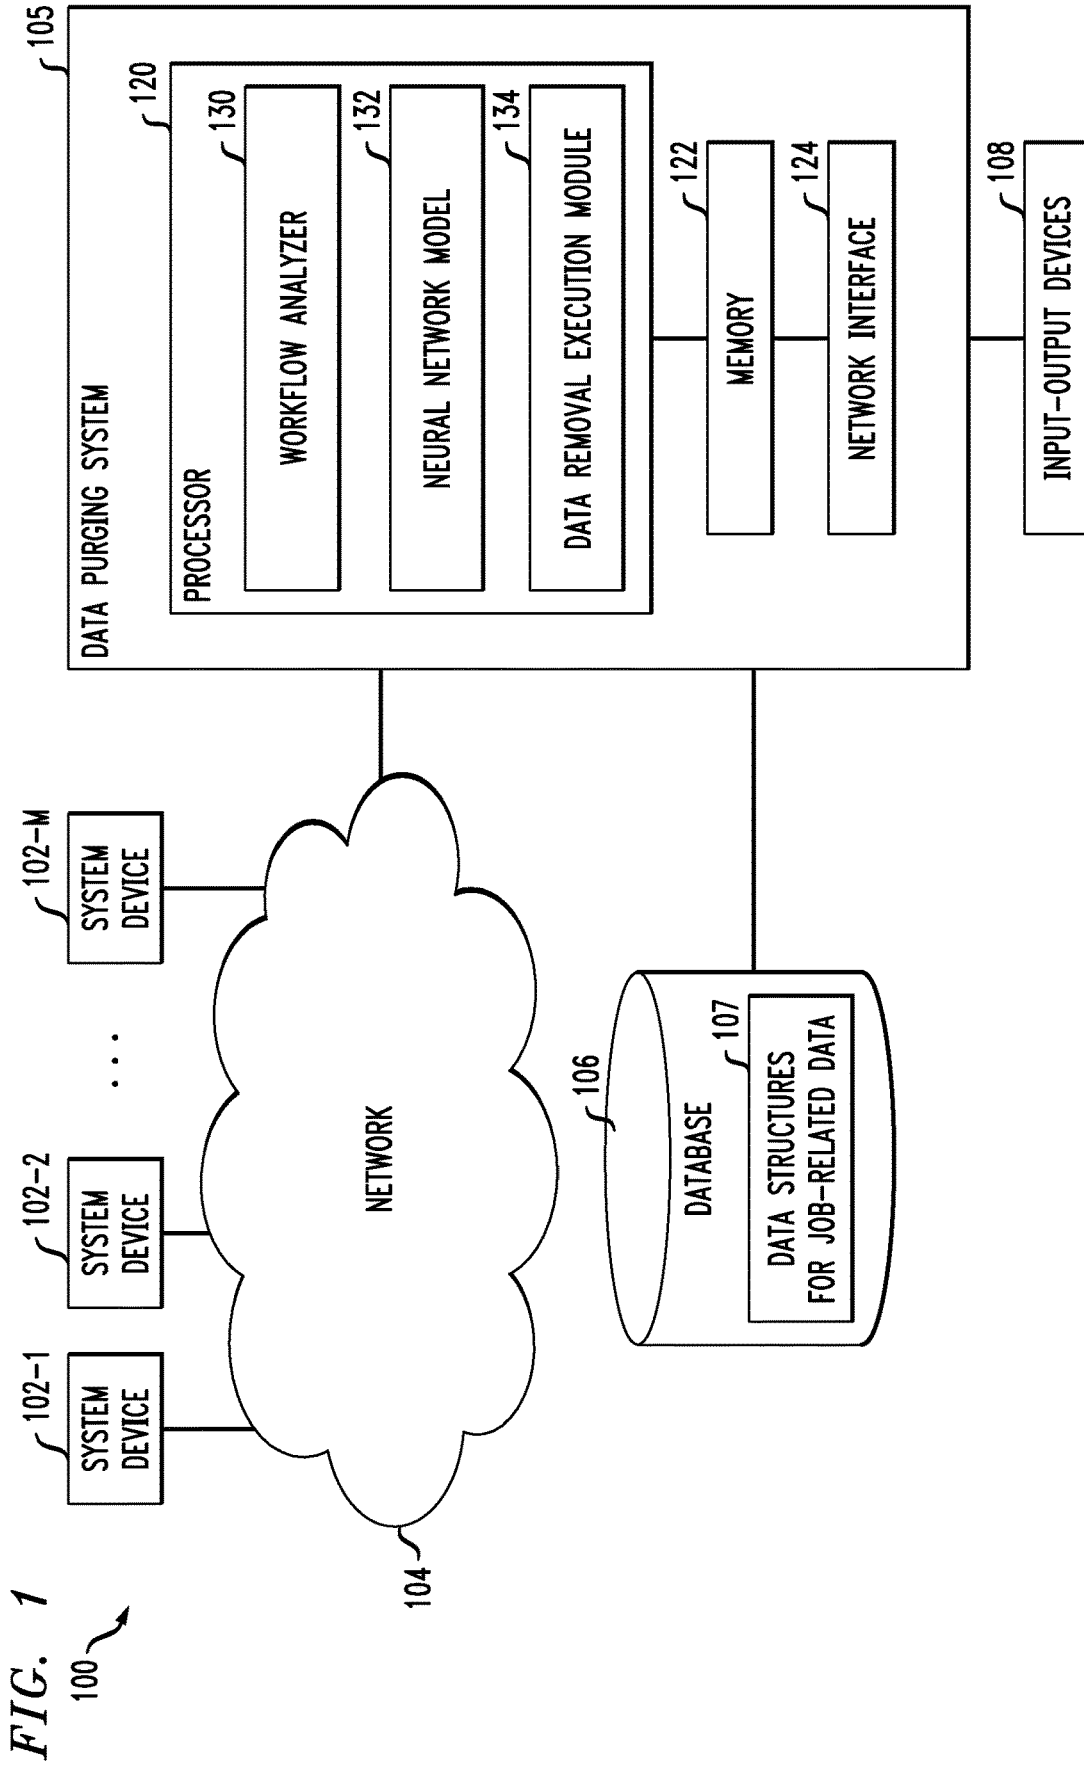 FIG. 1
100
102-1
SYSTEM
DEVICE
102-2
SYSTEM
DEVICE
. . .
102-M
SYSTEM
DEVICE
NETWORK
104
106
DATABASE
107
DATA STRUCTURES
FOR JOB-RELATED DATA
105
DATA PURGING SYSTEM
120
PROCESSOR
130
WORKFLOW ANALYZER
132
NEURAL NETWORK MODEL
134
DATA REMOVAL EXECUTION MODULE
122
MEMORY
124
NETWORK INTERFACE
108
INPUT-OUTPUT DEVICES